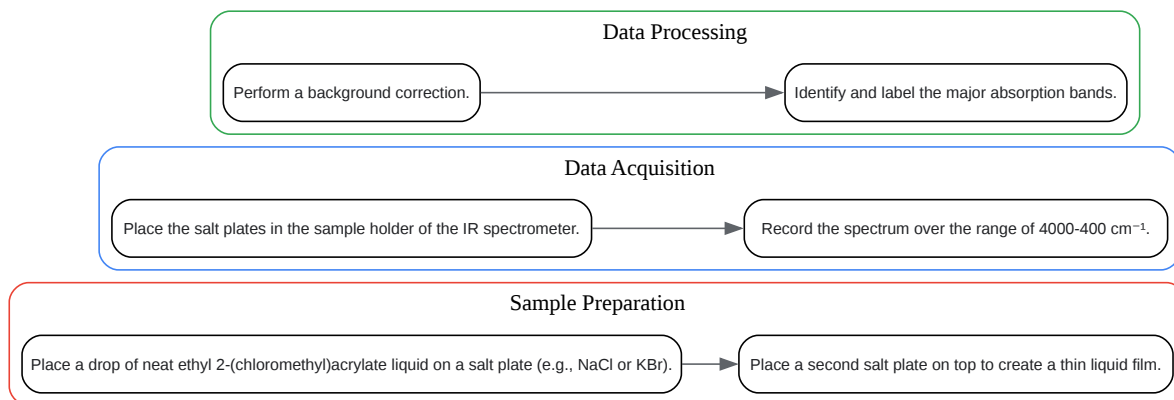 Data Processing
Perform a background correction.
Identify and label the major absorption bands.
Data Acquisition
Place the salt plates in the sample holder of the IR spectrometer.
Record the spectrum over the range of 4000-400 cm⁻¹.
Sample Preparation
Place a drop of neat ethyl 2-(chloromethyl)acrylate liquid on a salt plate (e.g., NaCl or KBr).
Place a second salt plate on top to create a thin liquid film.